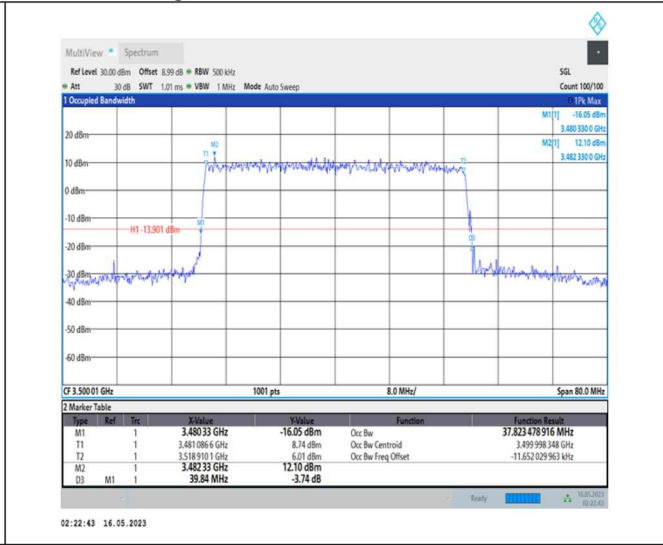 MultiView Spectrum
Ref Level 30.00 dBm Offset 8.99 dB RBW 500 kHz SGL
Att 30 dB SWT 1.01 ms VBW 1 MHz Mode Auto Sweep Count 100/100
1 Occupied Bandwidth 1Pk Max
M1[1] -16.05 dBm
3.480 330 0 GHz
M2[1] 12.10 dBm
3.482 330 0 GHz
20 dBm
M2
T1
T2
10 dBm
0 dBm
-10 dBm
M1
H1 -13.901 dBm
D3
-20 dBm
-30 dBm
-40 dBm
-50 dBm
-60 dBm
CF 3.500 01 GHz 1001 pts 8.0 MHz/ Span 80.0 MHz
2 Marker Table
Type Ref Trc X-Value Y-Value Function Function Result
M1 1 3.480 33 GHz -16.05 dBm Occ Bw 37.823 478 916 MHz
T1 1 3.481 086 6 GHz 8.74 dBm Occ Bw Centroid 3.499 998 348 GHz
T2 1 3.518 910 1 GHz 6.01 dBm Occ Bw Freq Offset -11.652 029 963 kHz
M2 1 3.482 33 GHz 12.10 dBm
D3 M1 1 39.84 MHz -3.74 dB
Ready 16.05.2023
02:22:43
02:22:43 16.05.2023